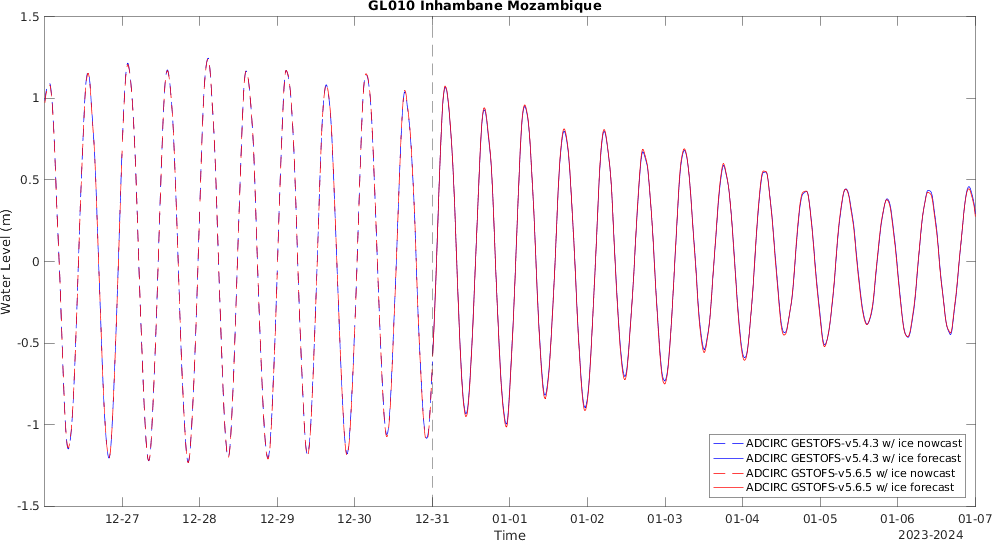 GL010 Inhambane Mozambique
1.5
1
0.5
0
-0.5
-1
-1.5
Water Level (m)
ADCIRC GESTOFS-v5.4.3 w/ ice nowcast
ADCIRC GESTOFS-v5.4.3 w/ ice forecast
ADCIRC GSTOFS-v5.6.5 w/ ice nowcast
ADCIRC GSTOFS-v5.6.5 w/ ice forecast
12-27 12-28 12-29 12-30 12-31 01-01 01-02 01-03 01-04 01-05 01-06 01-07
Time
2023-2024